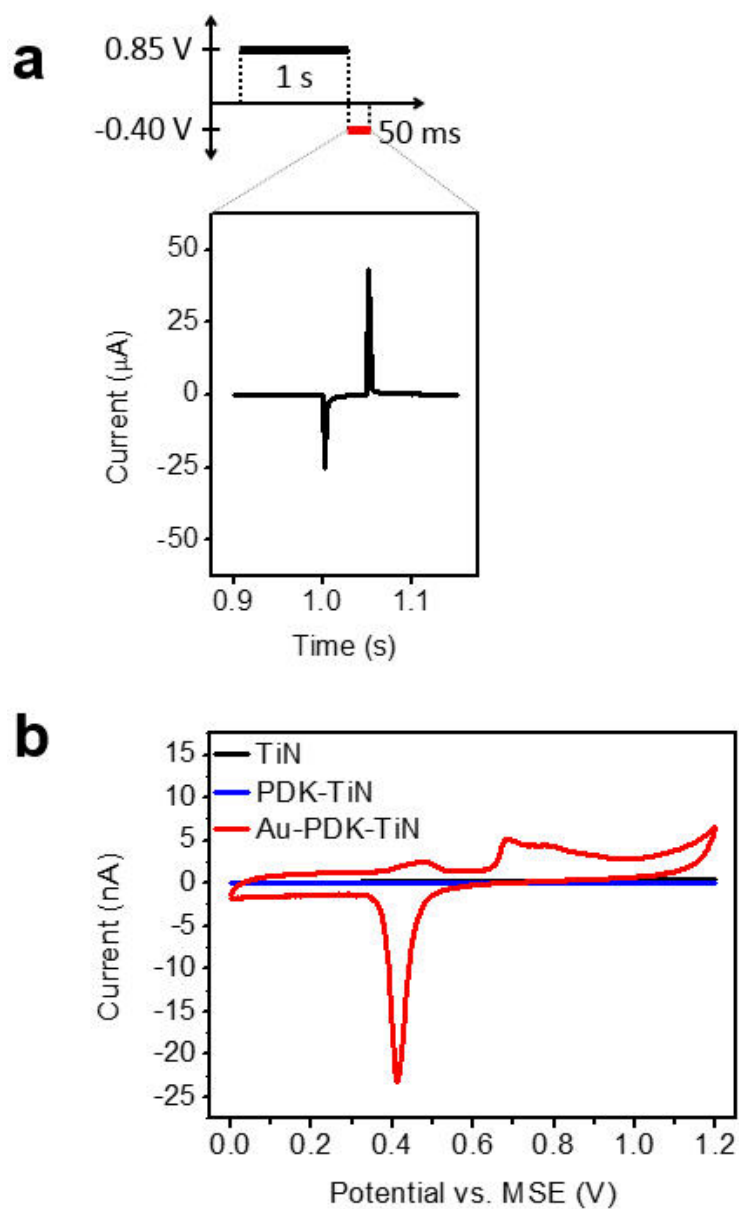 a
0.85 V
1 s
-0.40 V
50 ms
50
25
0
-25
-50
Current (μA)
0.9 1.0 1.1
Time (s)
b
TiN
PDK-TiN
Au-PDK-TiN
15
10
5
0
-5
-10
-15
-20
-25
Current (nA)
0.0 0.2 0.4 0.6 0.8 1.0 1.2
Potential vs. MSE (V)